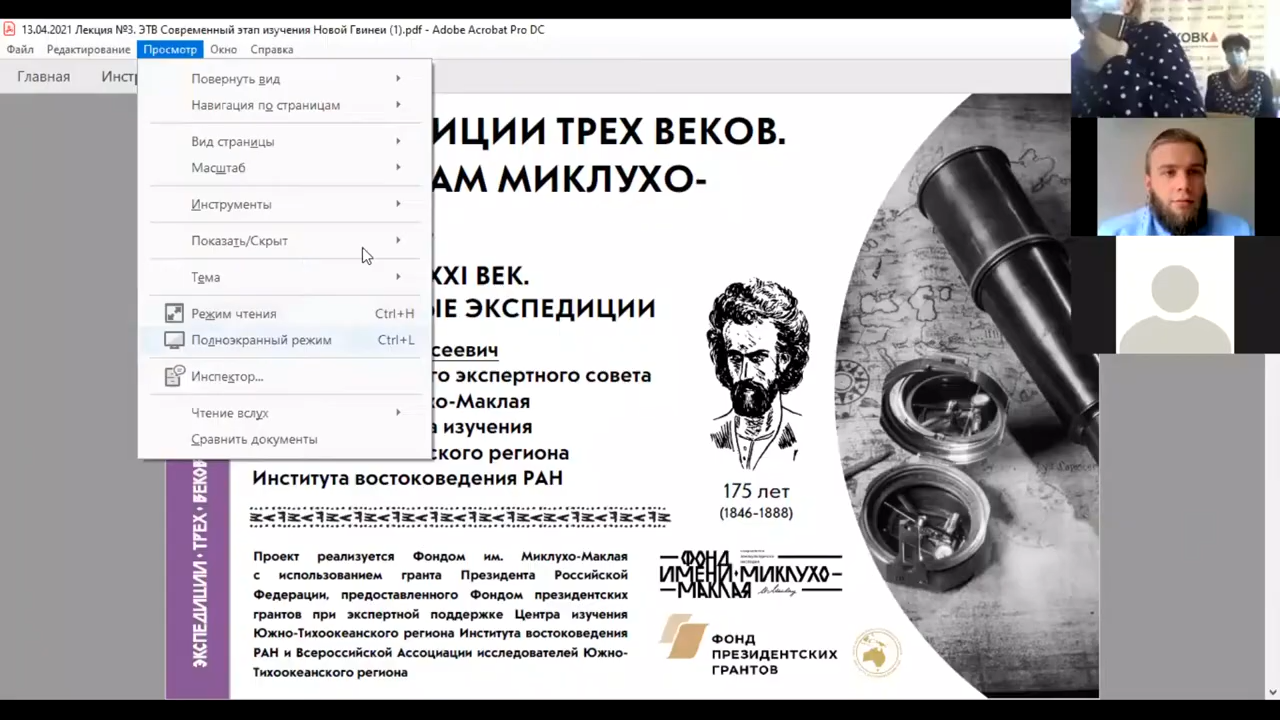 13.04.2021 Лекция №3. ЭТВ Современный этап изучения Новой Гвинеи (1).pdf - Adobe Acrobat Pro DC
Файл Редактирование Просмотр Окно Справка
Главная Инстр
Повернуть вид
Навигация по страницам
Вид страницы
Масштаб
Инструменты
Показать/Скрыт
Тема
Режим чтения Ctrl+H
Полноэкранный режим Ctrl+L
Инспектор...
Чтение вслух
Сравнить документы
ИЦИИ ТРЕХ ВЕКОВ.
АМ МИКЛУХО-
XXI ВЕК.
ЫЕ ЭКСПЕДИЦИИ
сеевич
го экспертного совета
хо-Маклая
а изучения
ского региона
Института востоковедения РАН
175 лет
(1846-1888)
Проект реализуется Фондом им. Миклухо-Маклая
с использованием гранта Президента Российской
Федерации, предоставленного Фондом президентских
грантов при экспертной поддержке Центра изучения
Южно-Тихоокеанского региона Института востоковедения
РАН и Всероссийской Ассоциации исследователей Южно-
Тихоокеанского региона
ФОНД
ИМЕНИ·МИКЛУХО-
МАКЛАЯ
ФОНД
ПРЕЗИДЕНТСКИХ
ГРАНТОВ
ЭКСПЕДИЦИИ • ТРЕХ • ВЕКОВ
ХОВКА